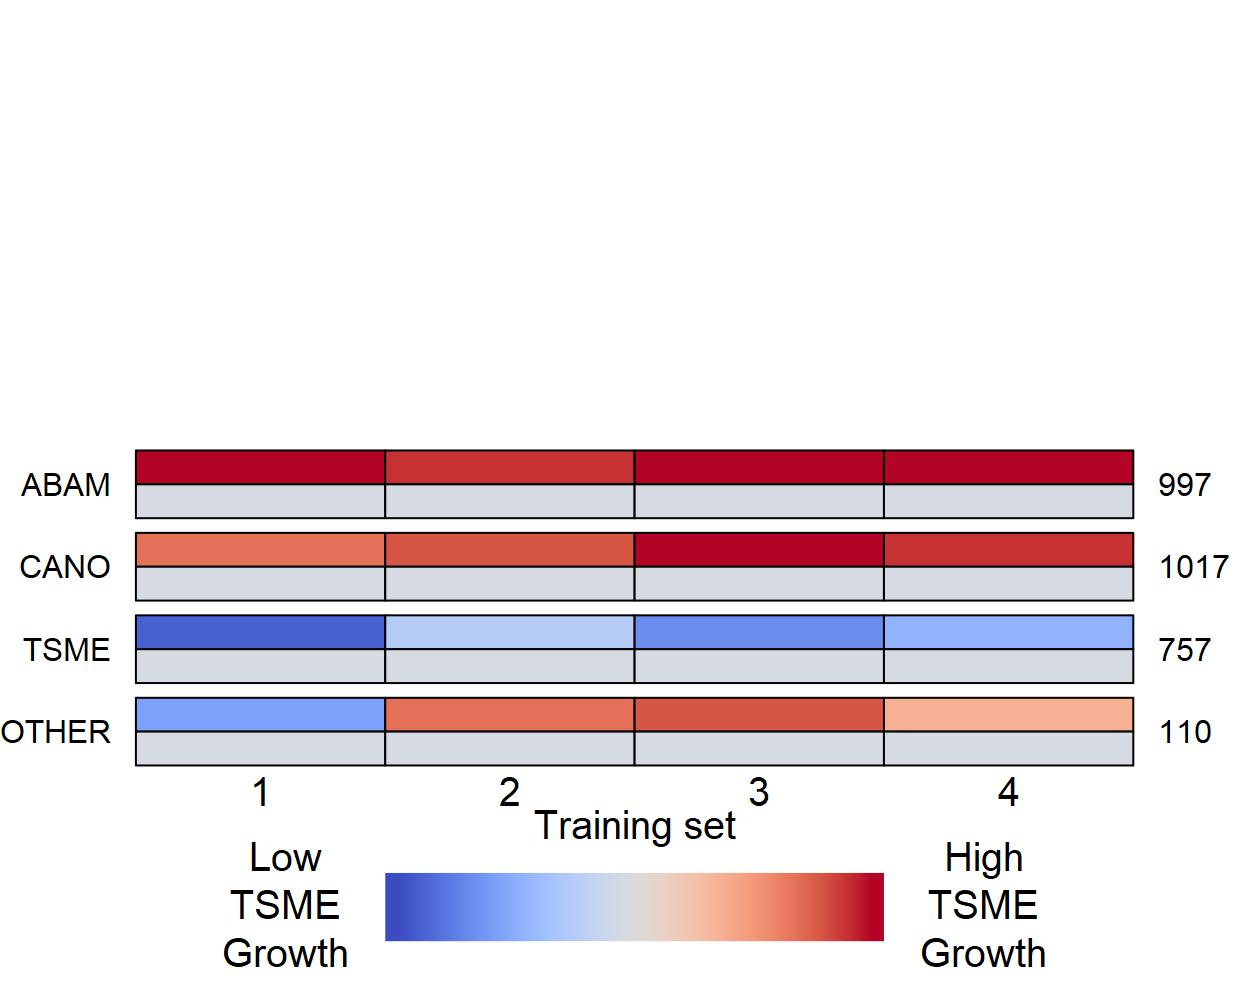 ABAM 997
CANO 1017
TSME 757
OTHER 110
1 2 3 4
Training set
Low TSME Growth
High TSME Growth